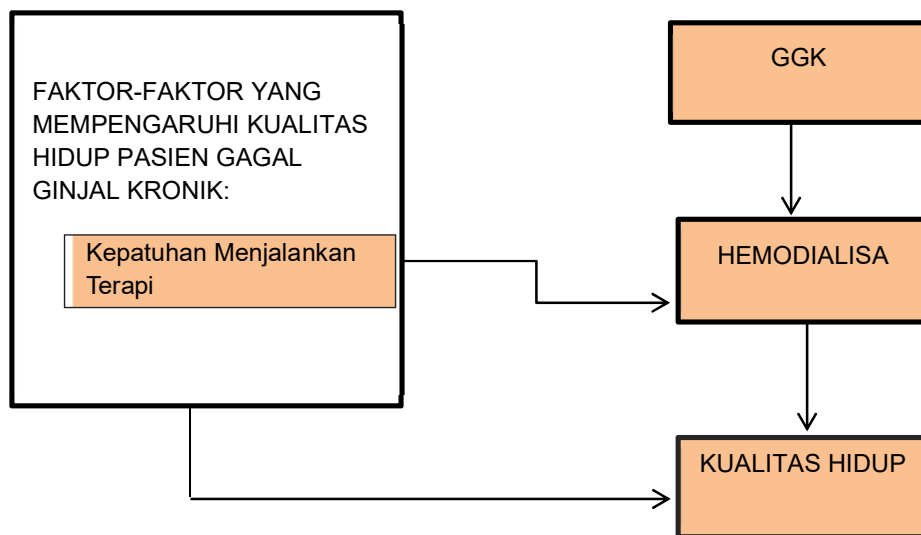 FAKTOR-FAKTOR YANG
MEMPENGARUHI KUALITAS
HIDUP PASIEN GAGAL
GINJAL KRONIK:
Kepatuhan Menjalankan
Terapi
GGK
HEMODIALISA
KUALITAS HIDUP